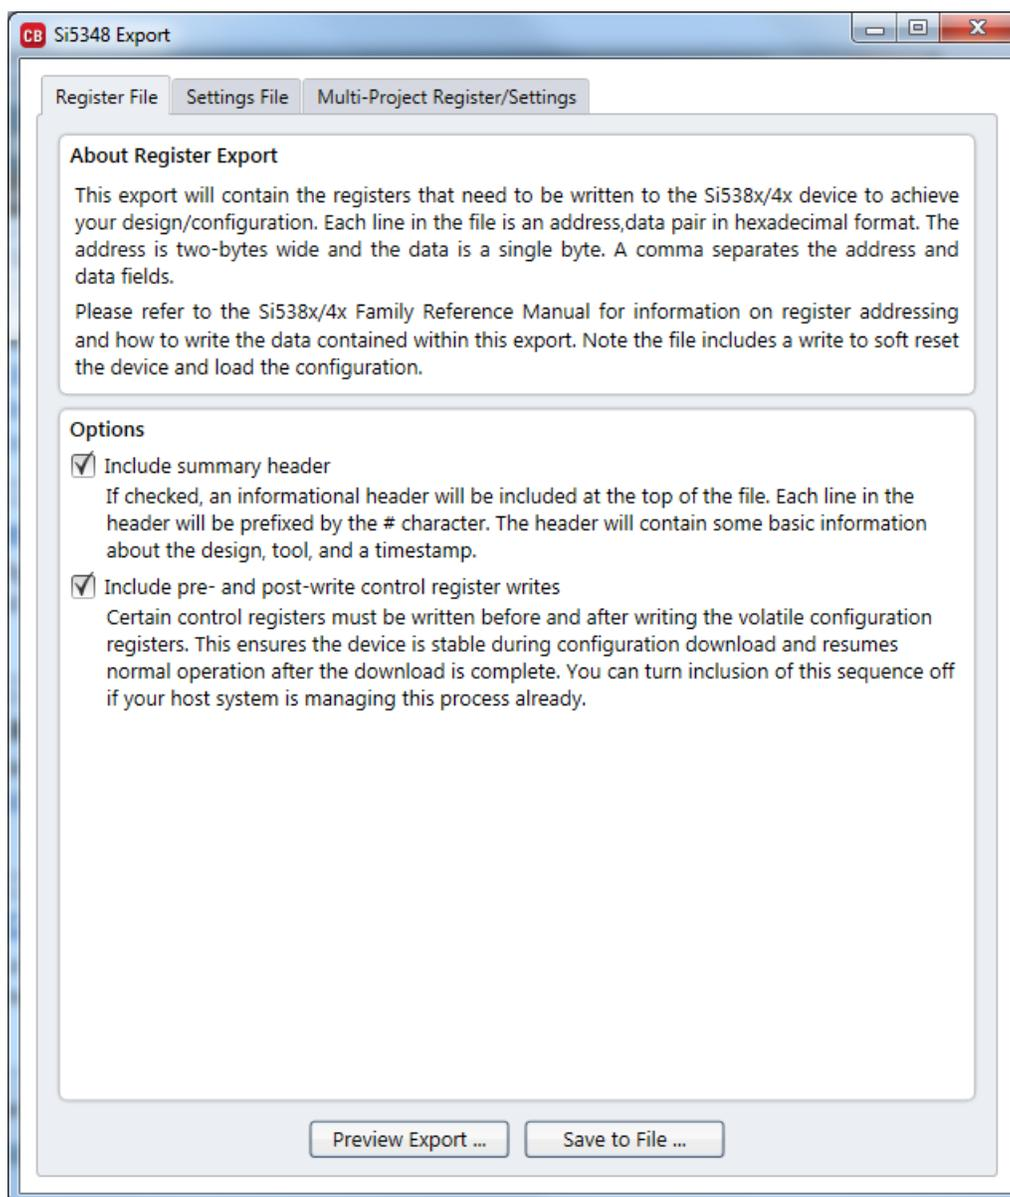 CB Si5348 Export
Register File Settings File Multi-Project Register/Settings
About Register Export
This export will contain the registers that need to be written to the Si538x/4x device to achieve
your design/configuration. Each line in the file is an address,data pair in hexadecimal format. The
address is two-bytes wide and the data is a single byte. A comma separates the address and
data fields.
Please refer to the Si538x/4x Family Reference Manual for information on register addressing
and how to write the data contained within this export. Note the file includes a write to soft reset
the device and load the configuration.
Options
Include summary header
If checked, an informational header will be included at the top of the file. Each line in the
header will be prefixed by the # character. The header will contain some basic information
about the design, tool, and a timestamp.
Include pre- and post-write control register writes
Certain control registers must be written before and after writing the volatile configuration
registers. This ensures the device is stable during configuration download and resumes
normal operation after the download is complete. You can turn inclusion of this sequence off
if your host system is managing this process already.
Preview Export ... Save to File ...